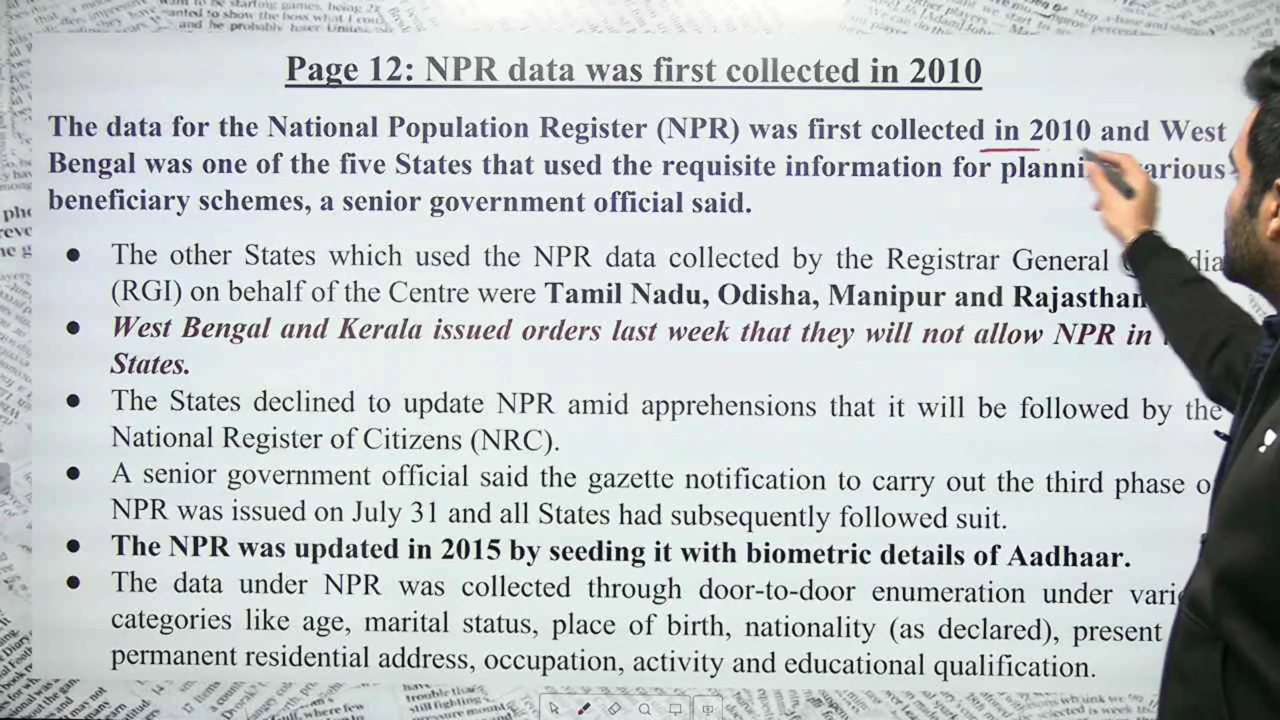 Page 12: NPR data was first collected in 2010
The data for the National Population Register (NPR) was first collected in 2010 and West
Bengal was one of the five States that used the requisite information for arious
beneficiary schemes, a senior government official said.
● The other States which used the NPR data collected by the Registrar General
(RGI) on behalf of the Centre were Tamil Nadu, Odisha, Manipur and Rajasthan
● West Bengal and Kerala issued orders last week that they will not allow NPR in
States.
● The States declined to update NPR amid apprehensions that it will be followed by the
National Register of Citizens (NRC).
● A senior government official said the gazette notification to carry out the third phase o
NPR was issued on July 31 and all States had subsequently followed suit.
● The NPR was updated in 2015 by seeding it with biometric details of Aadhaar.
● The data under NPR was collected through door-to-door enumeration under
categories like age, marital status, place of birth, nationality (as declared), present
permanent residential address, occupation, activity and educational qualification.